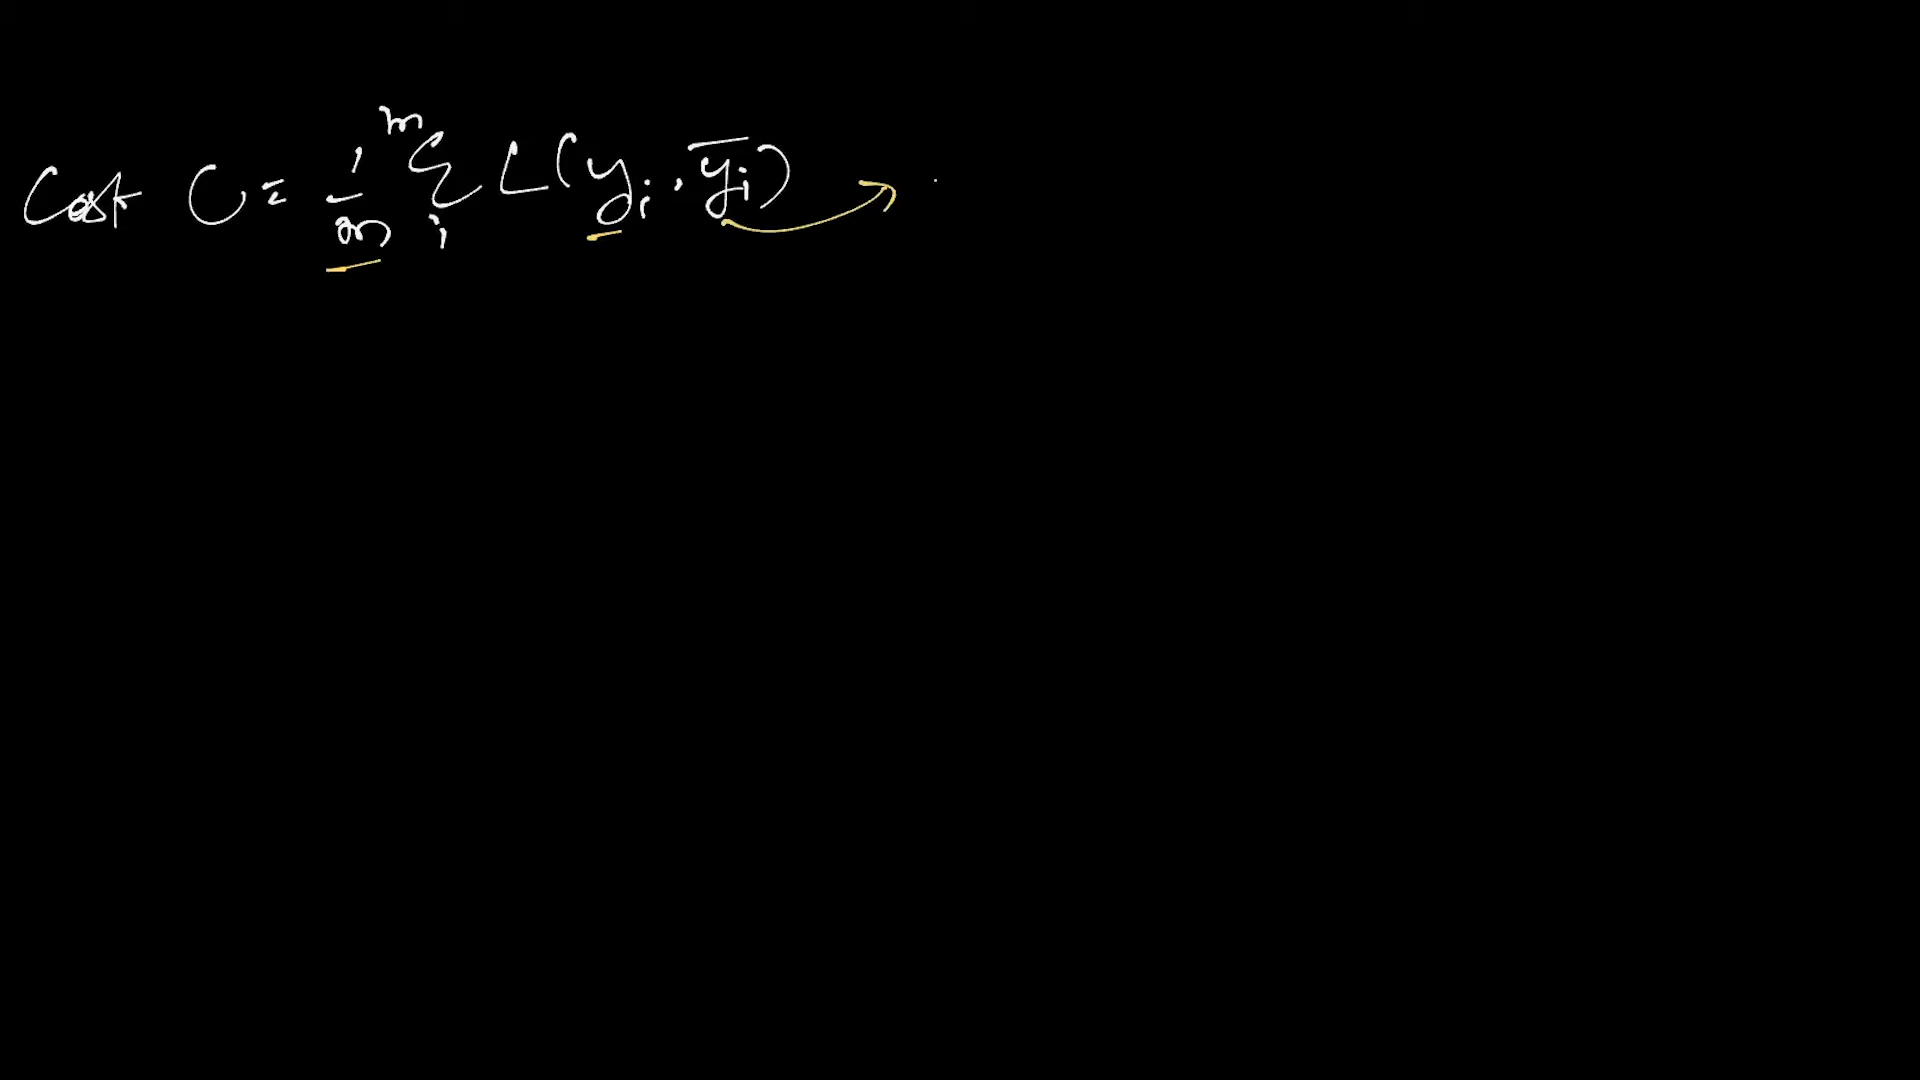 Cost C = 1/m Σ_i^m L(y_i, ȳ_i)